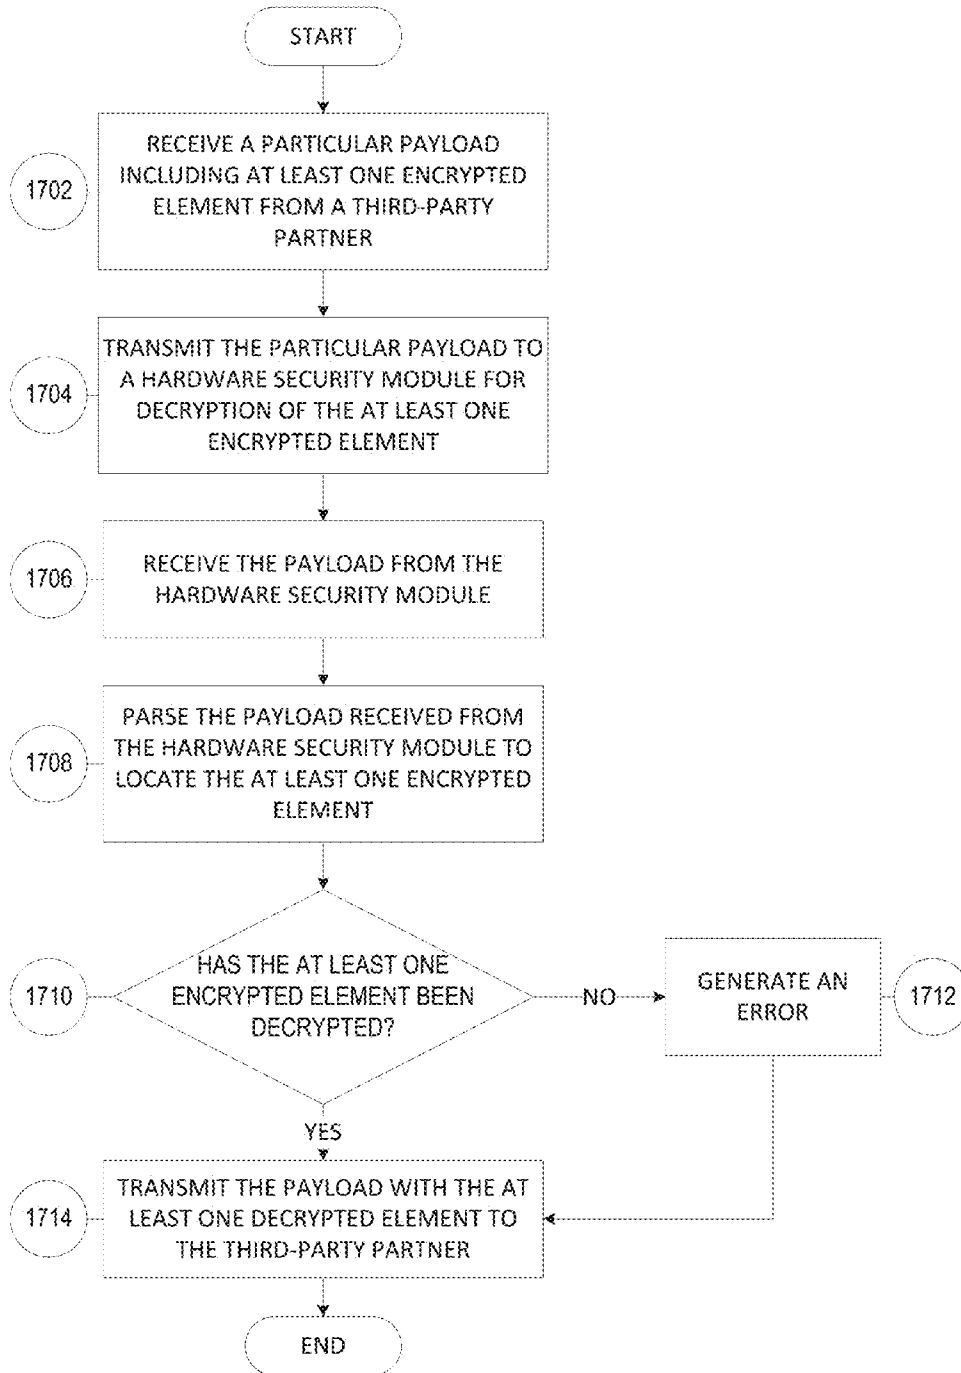 START
RECEIVE A PARTICULAR PAYLOAD
INCLUDING AT LEAST ONE ENCRYPTED
ELEMENT FROM A THIRD-PARTY
PARTNER
1702
TRANSMIT THE PARTICULAR PAYLOAD TO
A HARDWARE SECURITY MODULE FOR
DECRYPTION OF THE AT LEAST ONE
ENCRYPTED ELEMENT
1704
RECEIVE THE PAYLOAD FROM THE
HARDWARE SECURITY MODULE
1706
PARSE THE PAYLOAD RECEIVED FROM
THE HARDWARE SECURITY MODULE TO
LOCATE THE AT LEAST ONE ENCRYPTED
ELEMENT
1708
HAS THE AT LEAST ONE
ENCRYPTED ELEMENT BEEN
DECRYPTED?
1710
NO
GENERATE AN
ERROR
1712
YES
TRANSMIT THE PAYLOAD WITH THE AT
LEAST ONE DECRYPTED ELEMENT TO
THE THIRD-PARTY PARTNER
1714
END